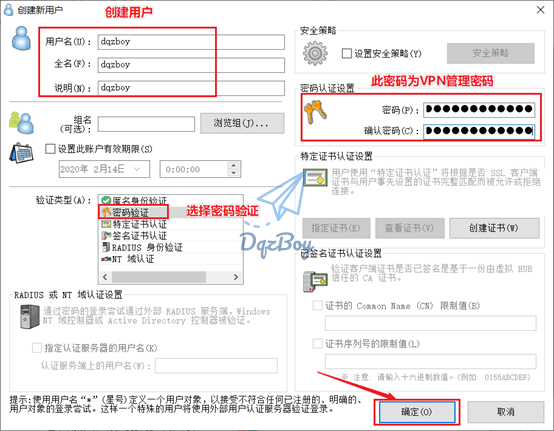 创建新用户
创建用户
用户名(U): dqzboy
全名(F): dqzboy
说明(N): dqzboy
组名
(可选):
浏览组(J)...
设置此账户有效期限(S)
2020年 2月14日 0:00:00
验证类型(A):
匿名身份验证
密码验证
特定证书认证
签名证书认证
RADIUS 身份验证
NT 域认证
选择密码验证
RADIUS 或 NT 域认证设置
通过密码的登录尝试通过外部 RADIUS 服务端,Windows
NT 域控制器或 Active Directory 控制器被验证。
指定认证服务器的用户名(K)
认证服务端上的用户名(W):
安全策略
设置安全策略(Y)
安全策略
此密码为VPN管理密码
密码认证设置
密码(P): ●●●●●●●●●●●●
确认密码(C): ●●●●●●●●●●●●
特定证书认证设置
用户使用“特定证书认证”将根据是否 SSL 客户端
证书与用户事先设置的证书完整匹配而被允许或拒绝
连接。
指定证书(E)
查看证书(V)
创建证书(W)
已签名证书认证设置
验证客户端证书是否已签名是基于一份由虚拟 HUB
信任的 CA 证书。
证书的 Common Name (CN) 限制值(B)
证书序列号的限制值(L)
※ 注意: 请输入十六进制数值。(例如: 0155ABCDEF)
DqzBoy
提示:使用用户名“*”(星号)定义一个用户对象,以接受不符合任何已注册的、明确的、
用户对象的登录尝试。这样一个特殊的用户将使用外部用户认证服务器验证登录。
确定(O)
取消